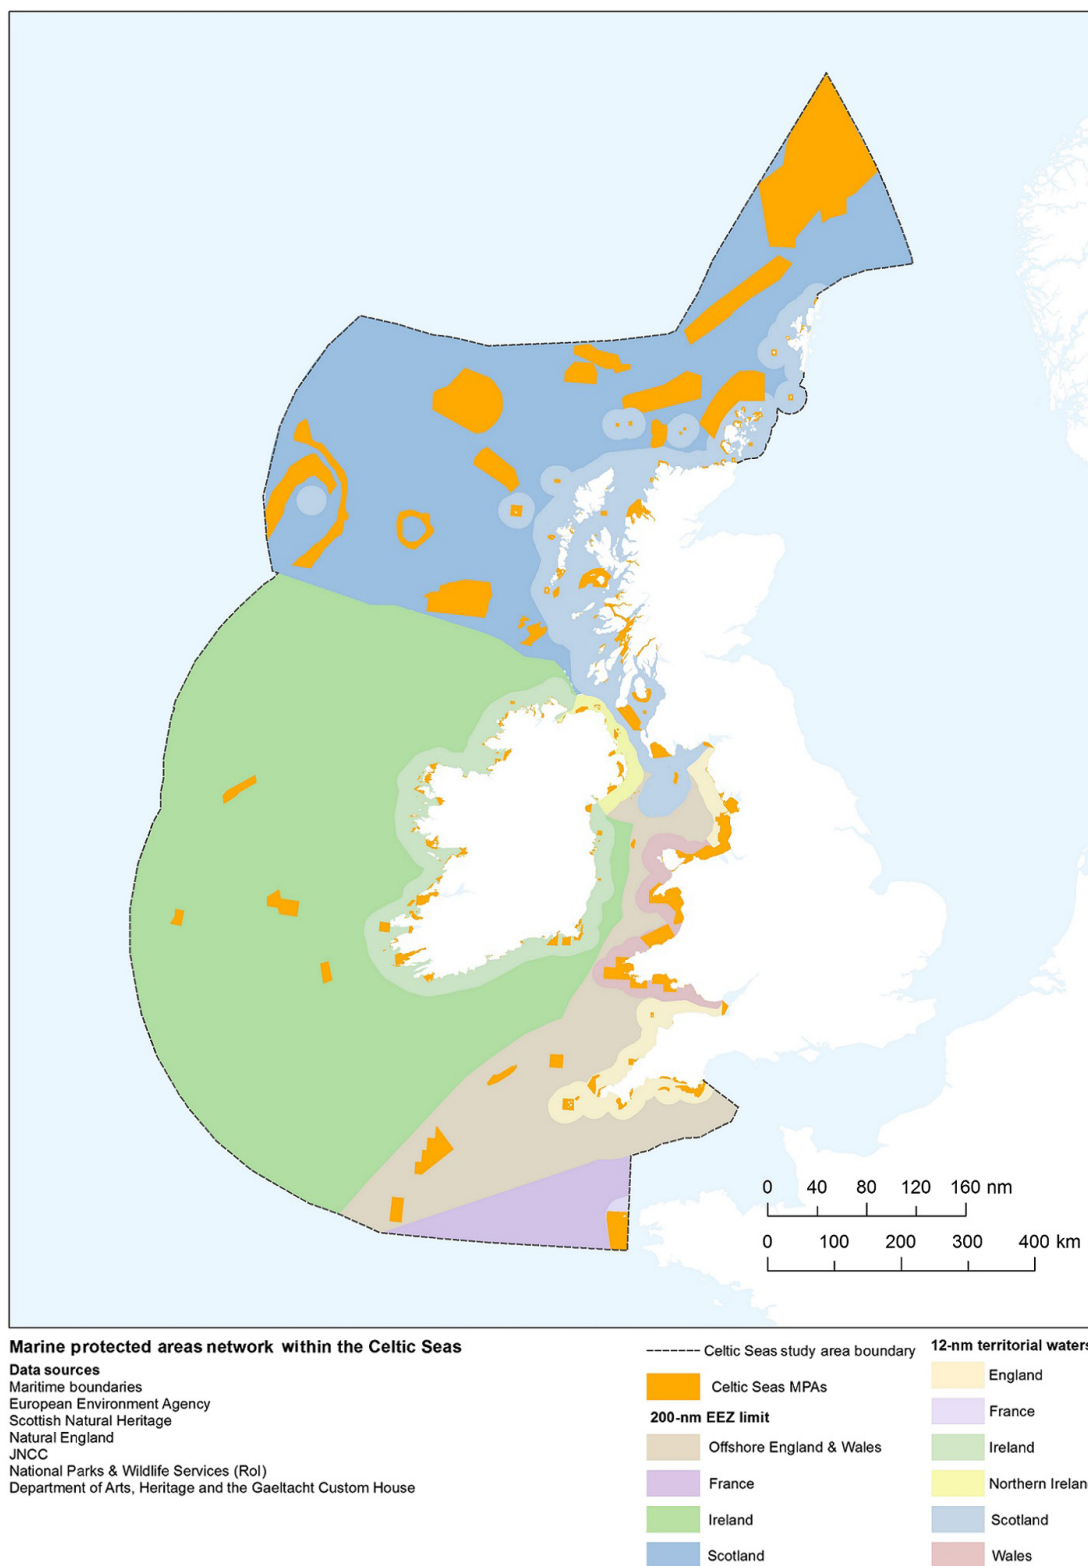 0 40 80 120 160 nm
0 100 200 300 400 km
Marine protected areas network within the Celtic Seas
Data sources
Maritime boundaries
European Environment Agency
Scottish Natural Heritage
Natural England
JNCC
National Parks & Wildlife Services (RoI)
Department of Arts, Heritage and the Gaeltacht Custom House
Celtic Seas study area boundary
Celtic Seas MPAs
200-nm EEZ limit
Offshore England & Wales
France
Ireland
Scotland
12-nm territorial waters
England
France
Ireland
Northern Irelan
Scotland
Wales